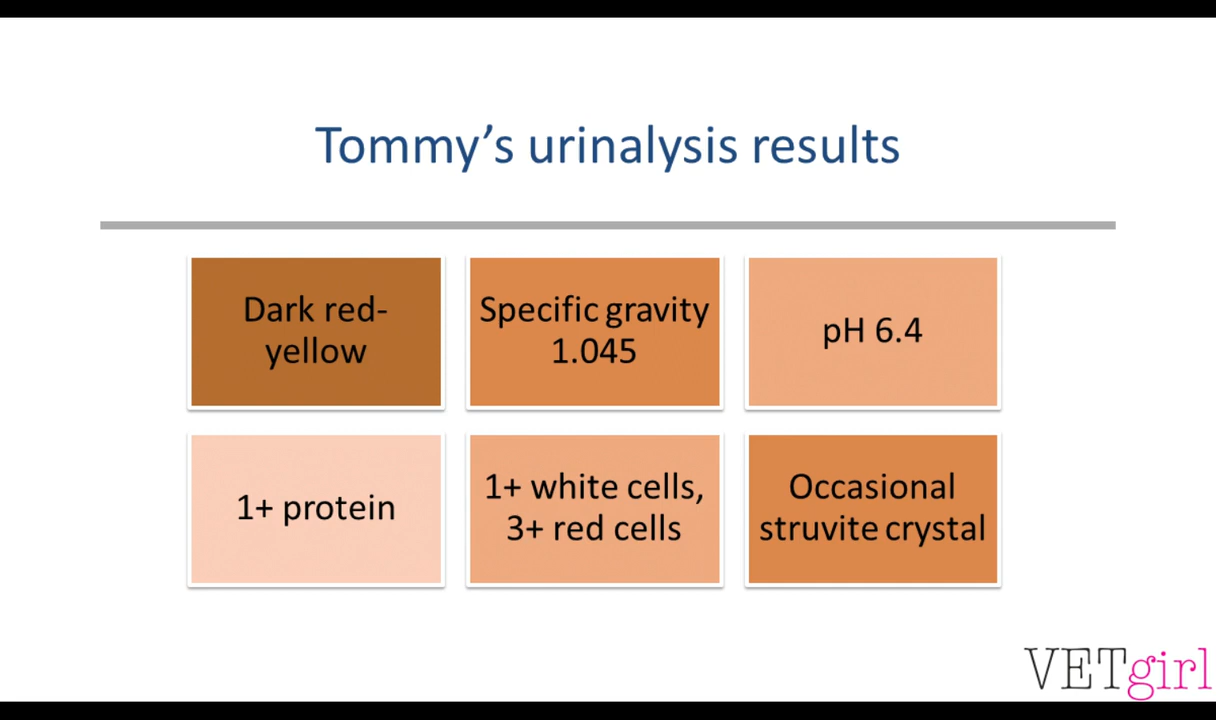 Tommy’s urinalysis results
Dark red-
yellow
Specific gravity
1.045
pH 6.4
1+ protein
1+ white cells,
3+ red cells
Occasional
struvite crystal
VETgirl